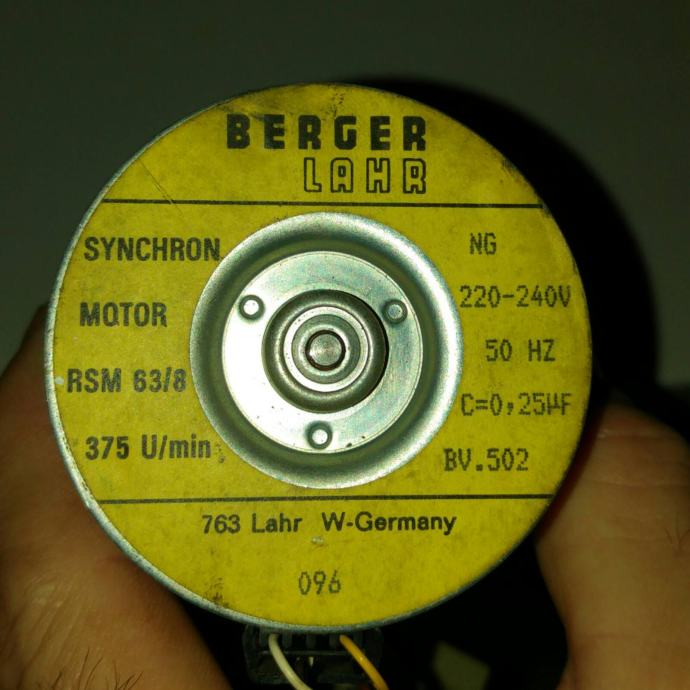 BERGER
LAHR
SYNCHRON
MOTOR
RSM 63/8
375 U/min
NG
220-240V
50 HZ
C=0,25µF
BV.502
763 Lahr W-Germany
096